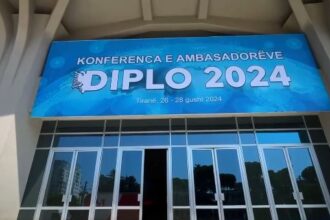 KONFERENCA E AMBASADORËVE
DIPLO 2024
Tiranë, 26 - 28 gusht 2024